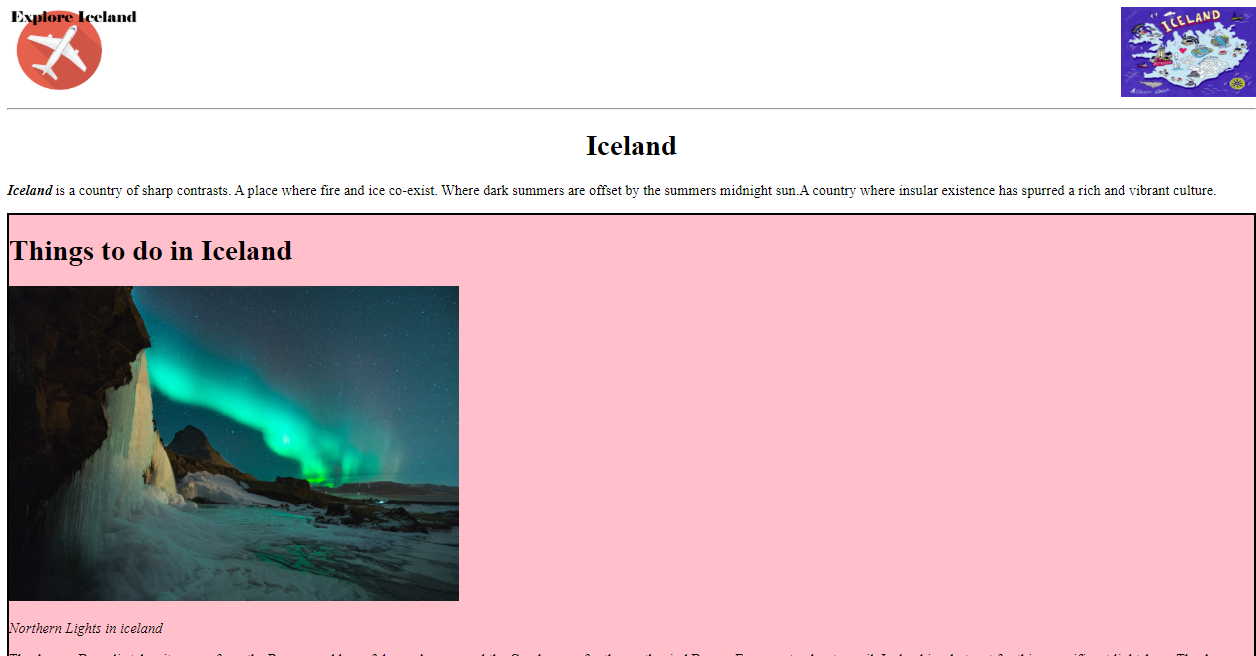 Explore Iceland
ICELAND
Iceland
Iceland is a country of sharp contrasts. A place where fire and ice co-exist. Where dark summers are offset by the summers midnight sun.A country where insular existence has spurred a rich and vibrant culture.
Things to do in Iceland
Northern Lights in iceland